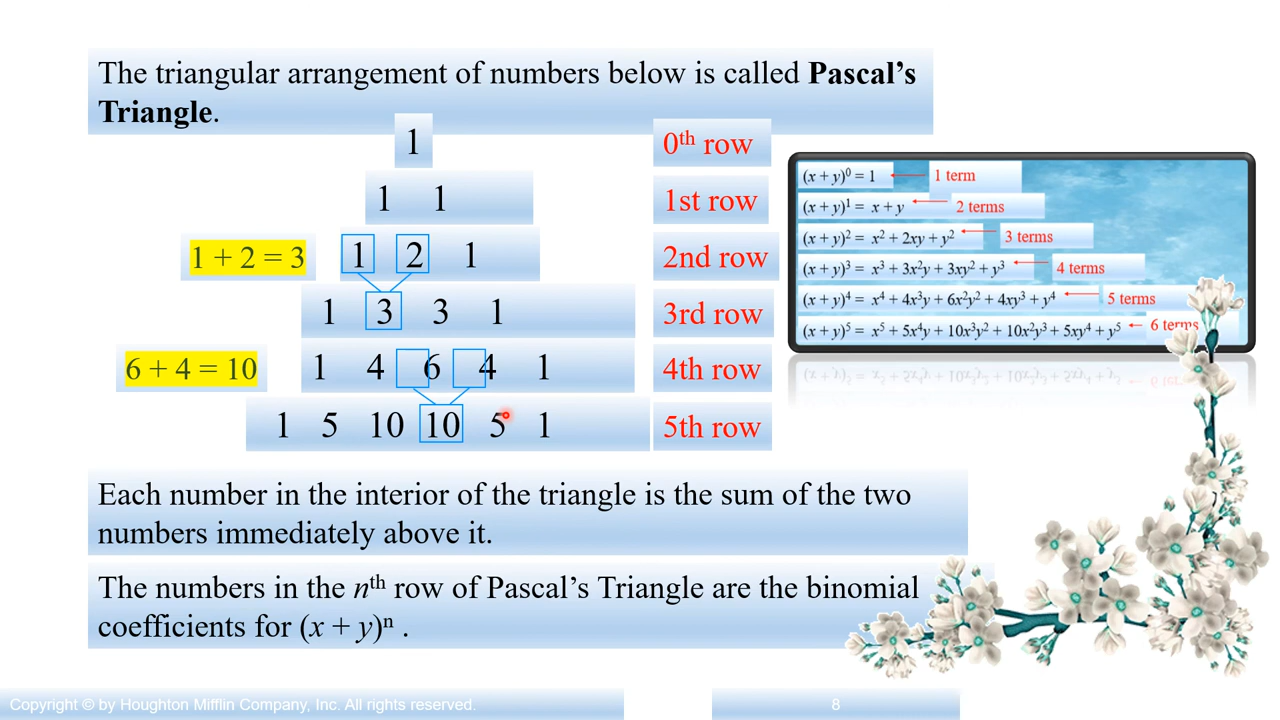 The triangular arrangement of numbers below is called Pascal’s
Triangle.
1
0th row
1 1
1st row
1 + 2 = 3
1 2 1
2nd row
1 3 3 1
3rd row
6 + 4 = 10
1 4 6 4 1
4th row
1 5 10 10 5 1
5th row
(x + y)⁰ = 1
1 term
(x + y)¹ = x + y
2 terms
(x + y)² = x² + 2xy + y²
3 terms
(x + y)³ = x³ + 3x²y + 3xy² + y³
4 terms
(x + y)⁴ = x⁴ + 4x³y + 6x²y² + 4xy³ + y⁴
5 terms
(x + y)⁵ = x⁵ + 5x⁴y + 10x³y² + 10x²y³ + 5xy⁴ + y⁵
6 terms
Each number in the interior of the triangle is the sum of the two
numbers immediately above it.
The numbers in the nth row of Pascal’s Triangle are the binomial
coefficients for (x + y)ⁿ .
Copyright © by Houghton Mifflin Company, Inc. All rights reserved.
8